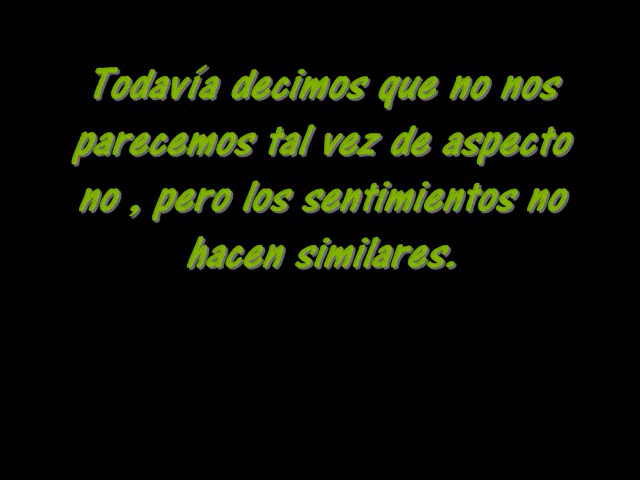 Todavía decimos que no nos
parecemos tal vez de aspecto
no , pero los sentimientos no
hacen similares.